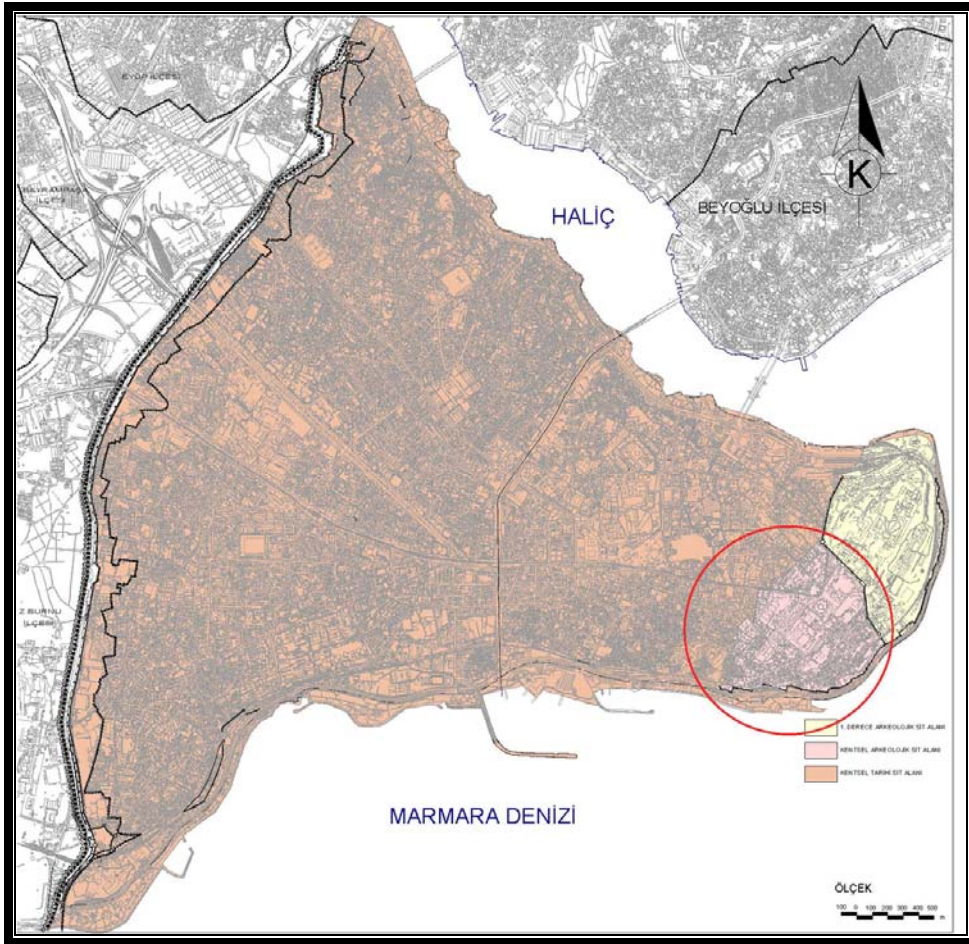 EYÜP İLÇESİ
BAYRAMPAŞA
İLÇESİ
HALİÇ
BEYOĞLU İLÇESİ
K
Z.BURNU
İLÇESİ
MARMARA DENİZİ
1. DERECE ARKEOLOJİK SİT ALANI
KENTSEL ARKEOLOJİK SİT ALANI
KENTSEL TARİHİ SİT ALANI
ÖLÇEK
100 0 100 200 300 400 500
m